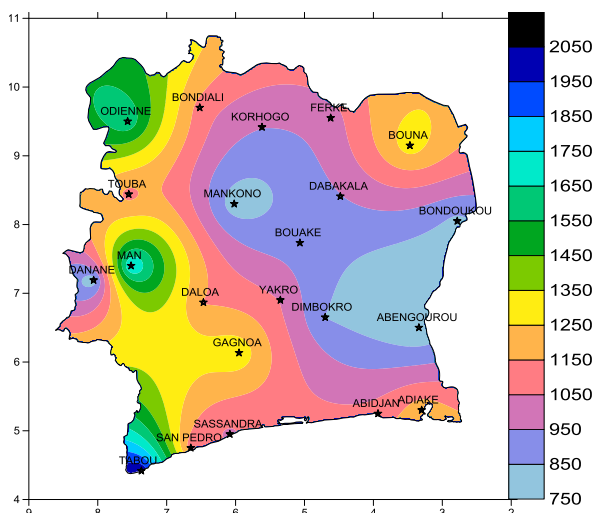 11
10
9
8
7
6
5
4
9
8
7
6
5
4
3
2
ODIENNE
BONDIALI
KORHOGO
FERKE
BOUNA
TOUBA
MANKONO
DABAKALA
BONDOUKOU
BOUAKE
MAN
DANANE
DALOA
YAKRO
DIMBOKRO
ABENGOUROU
GAGNOA
ABIDJAN
ADIAKE
SASSANDRA
SAN PEDRO
TABOU
2050
1950
1850
1750
1650
1550
1450
1350
1250
1150
1050
950
850
750